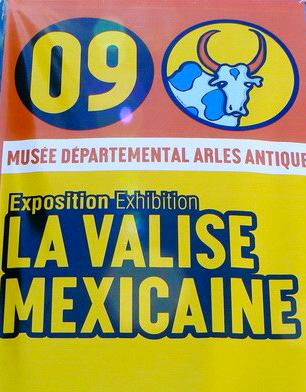 09
MUSÉE DÉPARTEMENTAL ARLES ANTIQUE
Exposition Exhibition
LA VALISE
MEXICAINE